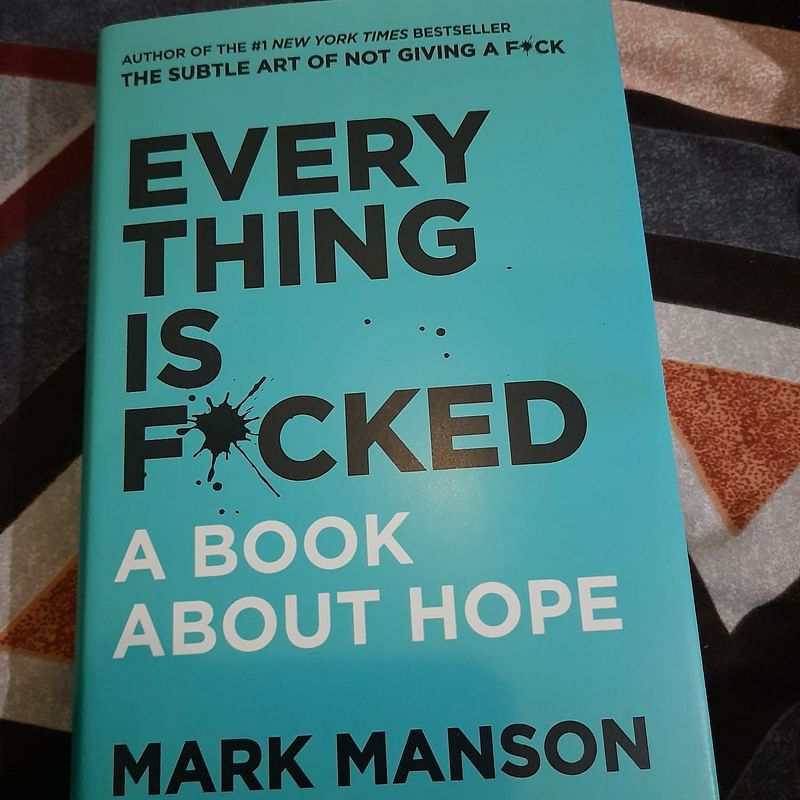 AUTHOR OF THE #1 NEW YORK TIMES BESTSELLER
THE SUBTLE ART OF NOT GIVING A F*CK
EVERY
THING
IS
F*CKED
A BOOK
ABOUT HOPE
MARK MANSON